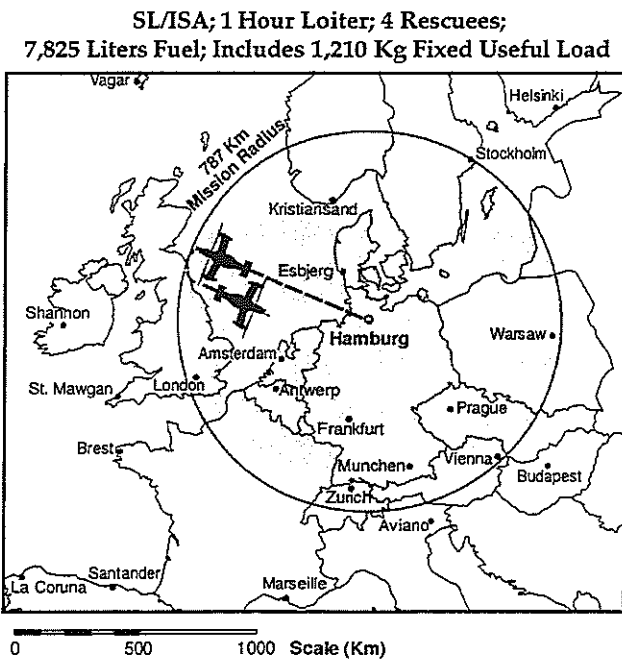 SL/ISA; 1 Hour Loiter; 4 Rescuees;
7,825 Liters Fuel; Includes 1,210 Kg Fixed Useful Load
Vagar
Helsinki
787 Km
Mission Radius
Stockholm
Kristiansand
Esbjerg
Shannon
Hamburg
Warsaw
Amsterdam
St. Mawgan
London
Antwerp
Prague
Frankfurt
Brest
Munchen
Vienna
Budapest
Zurich
Aviano
Santander
La Coruna
Marseille
0 500 1000 Scale (Km)